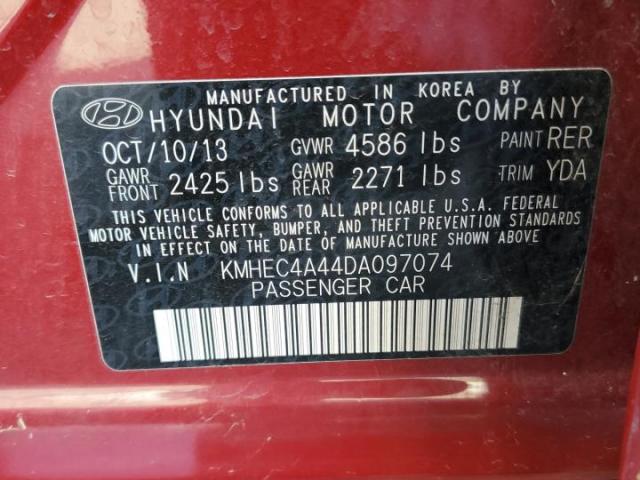 MANUFACTURED IN KOREA BY
HYUNDAI MOTOR COMPANY
OCT/10/13 GVWR 4586 lbs PAINT RER
GAWR FRONT 2425 lbs GAWR REAR 2271 lbs TRIM YDA
THIS VEHICLE CONFORMS TO ALL APPLICABLE U.S.A. FEDERAL
MOTOR VEHICLE SAFETY, BUMPER, AND THEFT PREVENTION STANDARDS
IN EFFECT ON THE DATE OF MANUFACTURE SHOWN ABOVE.
V.I.N KMHEC4A44DA097074
PASSENGER CAR